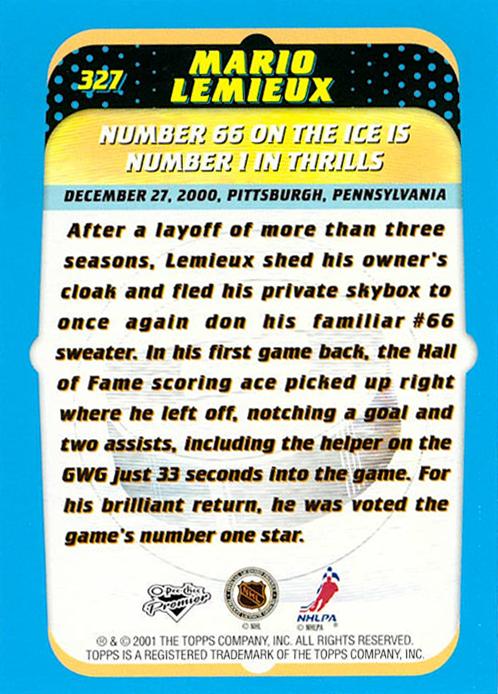 327
MARIO
LEMIEUX
NUMBER 66 ON THE ICE IS
NUMBER 1 IN THRILLS
DECEMBER 27, 2000, PITTSBURGH, PENNSYLVANIA
After a layoff of more than three
seasons, Lemieux shed his owner's
cloak and fled his private skybox to
once again don his familiar #66
sweater. In his first game back, the Hall
of Fame scoring ace picked up right
where he left off, notching a goal and
two assists, including the helper on the
GWG just 33 seconds into the game. For
his brilliant return, he was voted the
game's number one star.
O-Pee-Chee
Premier
NHL
NHLPA
© NHL
© NHLPA
® & © 2001 THE TOPPS COMPANY, INC. ALL RIGHTS RESERVED.
TOPPS IS A REGISTERED TRADEMARK OF THE TOPPS COMPANY, INC.